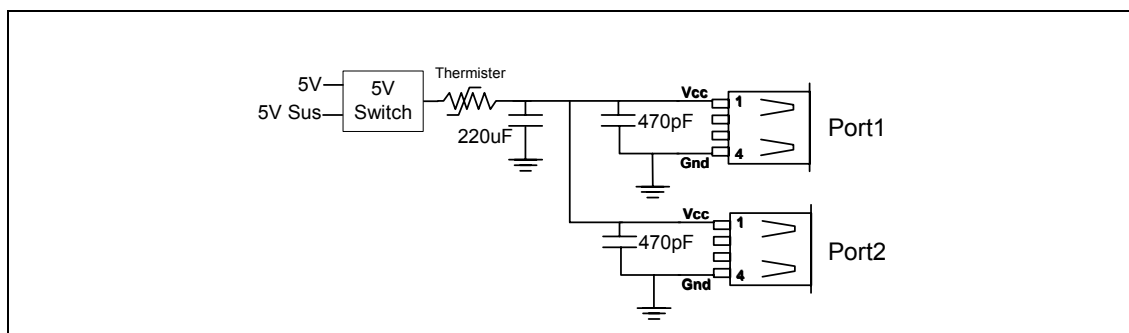 Thermister
5V
5V Sus
5V
Switch
220uF
470pF
Vcc
1
4
Gnd
Port1
470pF
Vcc
1
4
Gnd
Port2